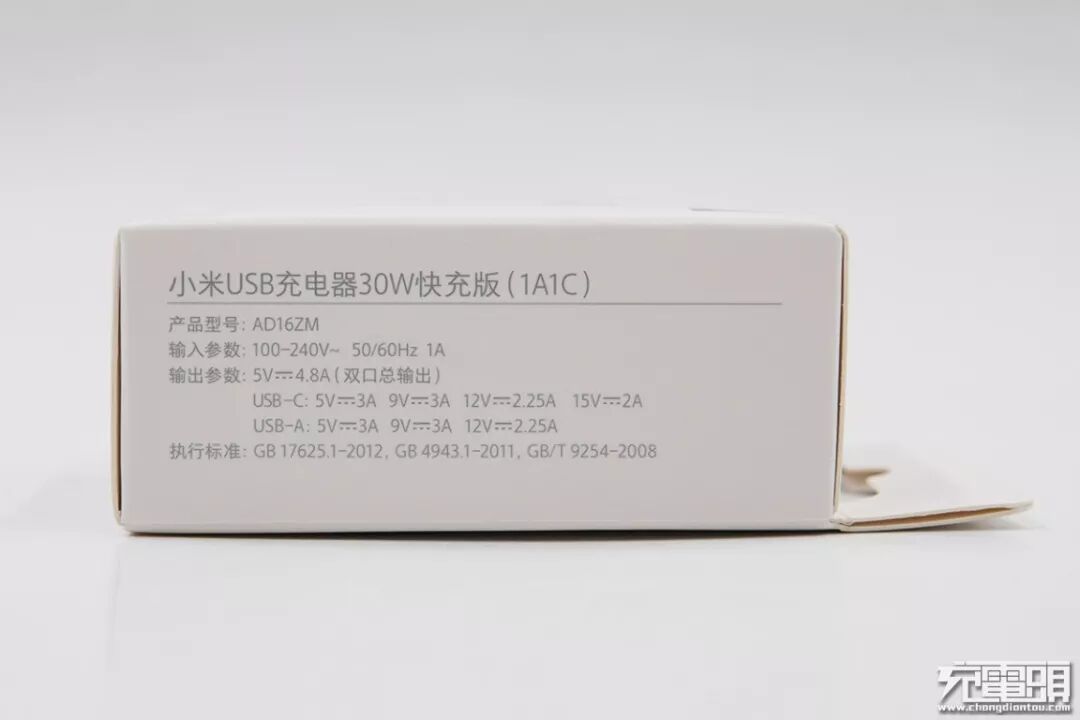 小米USB充电器30W快充版(1A1C)
产品型号: AD16ZM
输入参数: 100-240V~ 50/60Hz 1A
输出参数: 5V⎓4.8A(双口总输出)
USB-C: 5V⎓3A 9V⎓3A 12V⎓2.25A 15V⎓2A
USB-A: 5V⎓3A 9V⎓3A 12V⎓2.25A
执行标准: GB 17625.1-2012, GB 4943.1-2011, GB/T 9254-2008
充電頭
www.chongdiantou.com